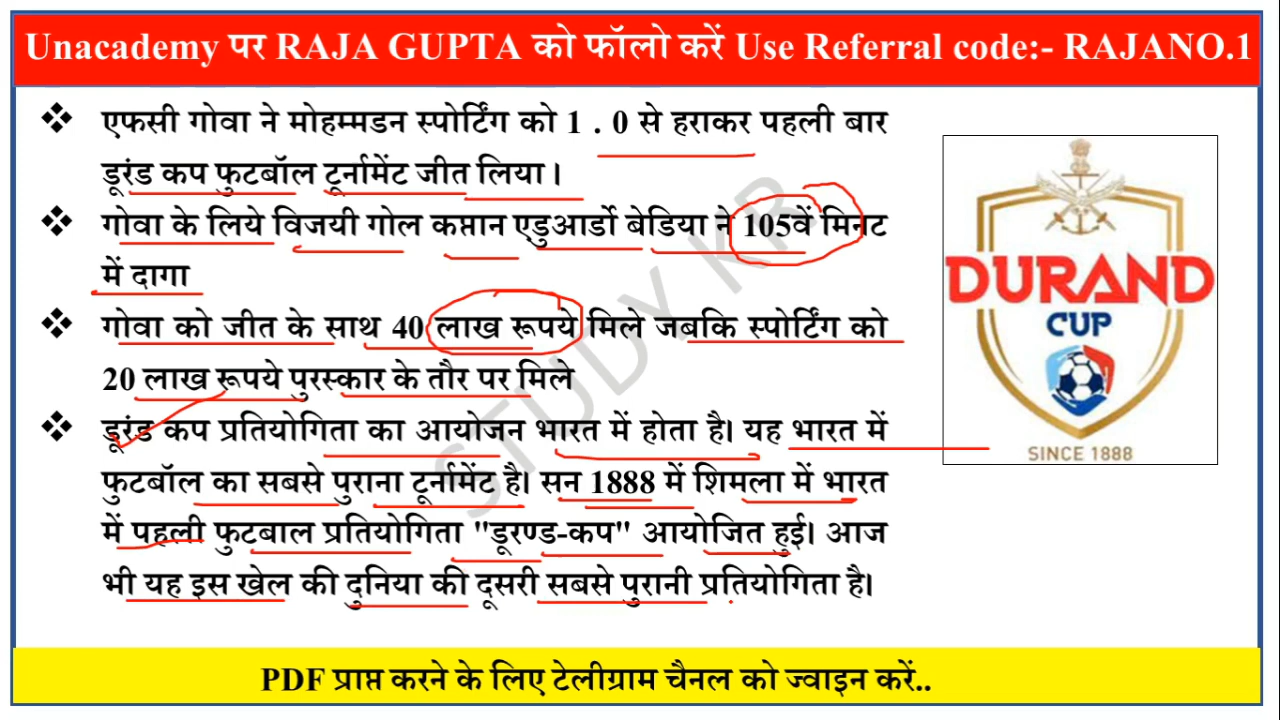 Unacademy पर RAJA GUPTA को फॉलो करें Use Referral code:- RAJANO.1
❖ एफसी गोवा ने मोहम्मडन स्पोर्टिंग को 1 . 0 से हराकर पहली बार
डूरंड कप फुटबॉल टूर्नामेंट जीत लिया ।
❖ गोवा के लिये विजयी गोल कप्तान एडुआर्डो बेडिया ने 105वें मिनट
में दागा
❖ गोवा को जीत के साथ 40 लाख रूपये मिले जबकि स्पोर्टिंग को
20 लाख रूपये पुरस्कार के तौर पर मिले
❖ डूरंड कप प्रतियोगिता का आयोजन भारत में होता है। यह भारत में
फुटबॉल का सबसे पुराना टूर्नामेंट है। सन 1888 में शिमला में भारत
में पहली फुटबाल प्रतियोगिता "डूरण्ड-कप" आयोजित हुई। आज
भी यह इस खेल की दुनिया की दूसरी सबसे पुरानी प्रतियोगिता है।
STUDY KR
DURAND
CUP
SINCE 1888
PDF प्राप्त करने के लिए टेलीग्राम चैनल को ज्वाइन करें..